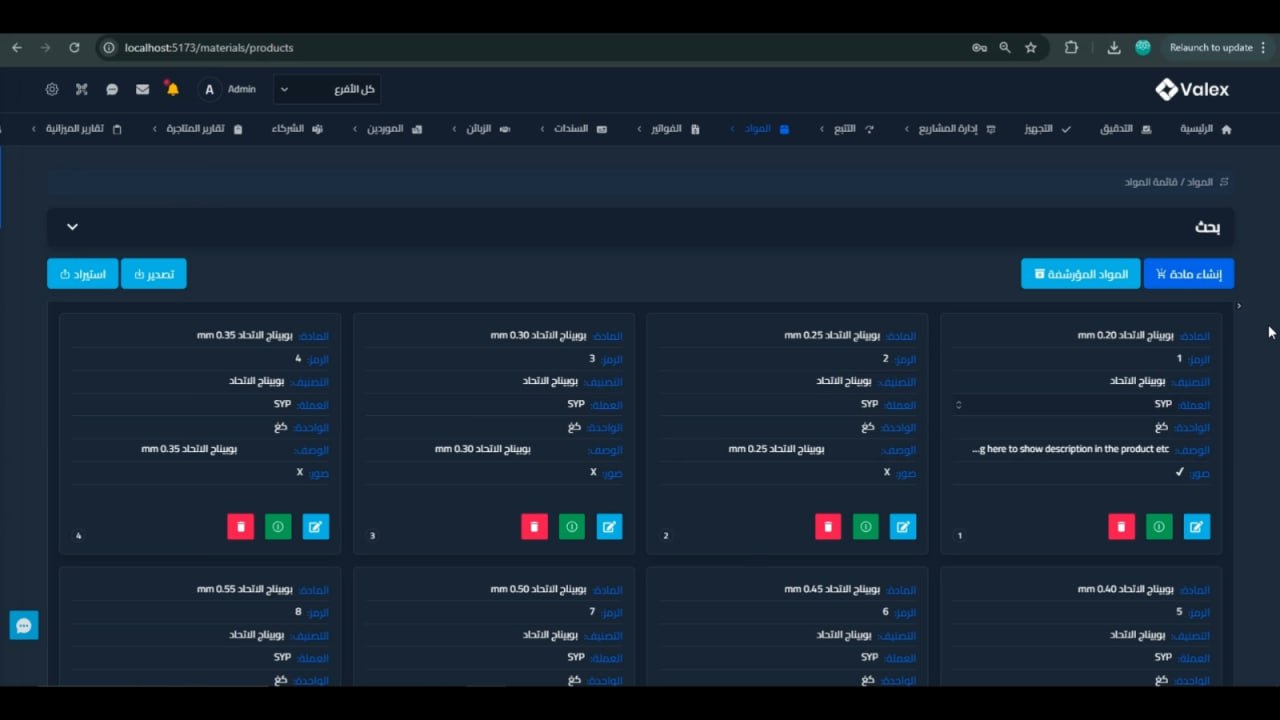 localhost:5173/materials/products
Relaunch to update
Valex
كل الأفرع
Admin
A
الرئيسية
التدقيق
التجهيز
إدارة المشاريع
التتبع
المواد
الفواتير
السندات
الزبائن
الموردين
الشركاء
تقارير المتاجرة
تقارير الميزانية
المواد / قائمة المواد
بحث
إنشاء مادة
المواد المؤرشفة
تصدير
استيراد
المادة: بوبيناج الاتحاد 0.20 mm
الرمز: 1
التصنيف: بوبيناج الاتحاد
العملة: SYP
الواحدة: كغ
الوصف: ...g here to show description in the product etc
صور: ✓
1
المادة: بوبيناج الاتحاد 0.25 mm
الرمز: 2
التصنيف: بوبيناج الاتحاد
العملة: SYP
الواحدة: كغ
الوصف: بوبيناج الاتحاد 0.25 mm
صور: X
2
المادة: بوبيناج الاتحاد 0.30 mm
الرمز: 3
التصنيف: بوبيناج الاتحاد
العملة: SYP
الواحدة: كغ
الوصف: بوبيناج الاتحاد 0.30 mm
صور: X
3
المادة: بوبيناج الاتحاد 0.35 mm
الرمز: 4
التصنيف: بوبيناج الاتحاد
العملة: SYP
الواحدة: كغ
الوصف: بوبيناج الاتحاد 0.35 mm
صور: X
4
المادة: بوبيناج الاتحاد 0.40 mm
الرمز: 5
التصنيف: بوبيناج الاتحاد
العملة: SYP
الواحدة: كغ
المادة: بوبيناج الاتحاد 0.45 mm
الرمز: 6
التصنيف: بوبيناج الاتحاد
العملة: SYP
الواحدة: كغ
المادة: بوبيناج الاتحاد 0.50 mm
الرمز: 7
التصنيف: بوبيناج الاتحاد
العملة: SYP
الواحدة: كغ
المادة: بوبيناج الاتحاد 0.55 mm
الرمز: 8
التصنيف: بوبيناج الاتحاد
العملة: SYP
الواحدة: كغ